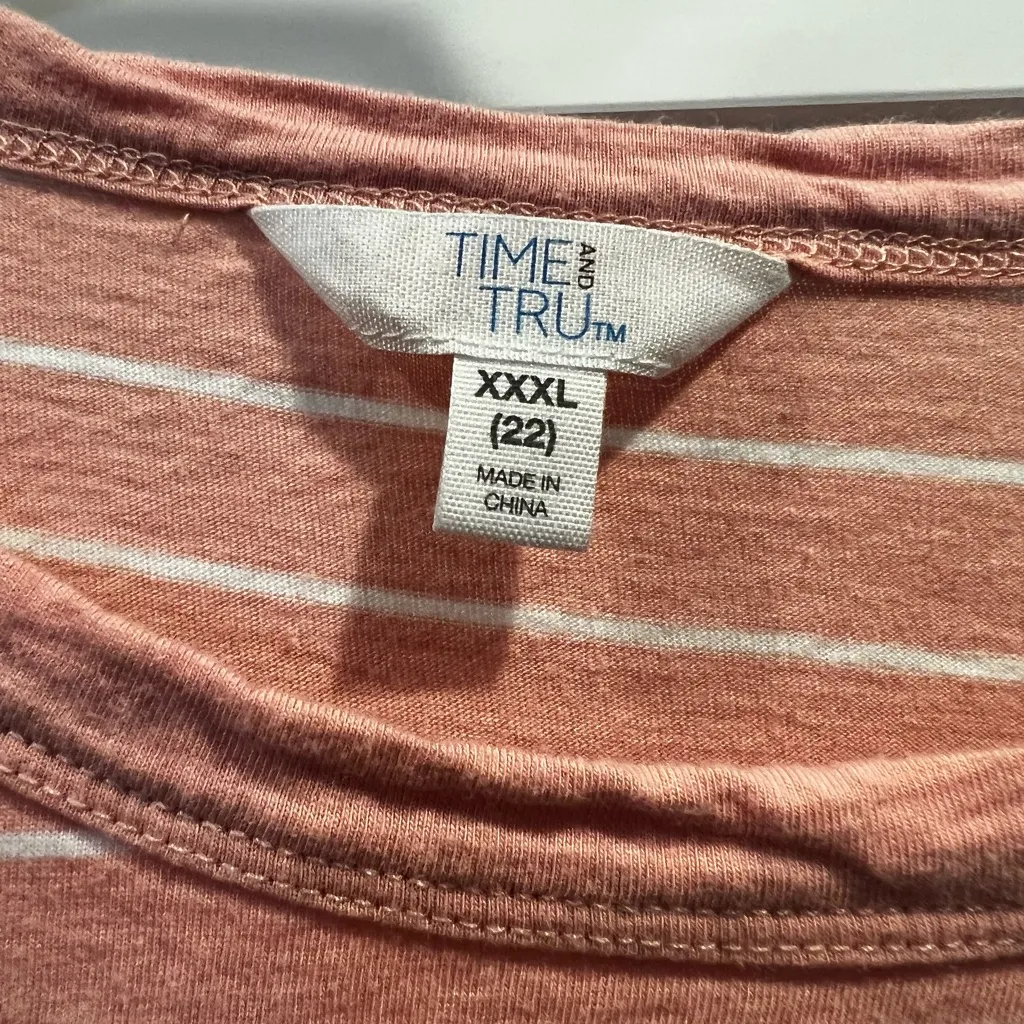 TIME AND
TRU™
XXXL
(22)
MADE IN
CHINA